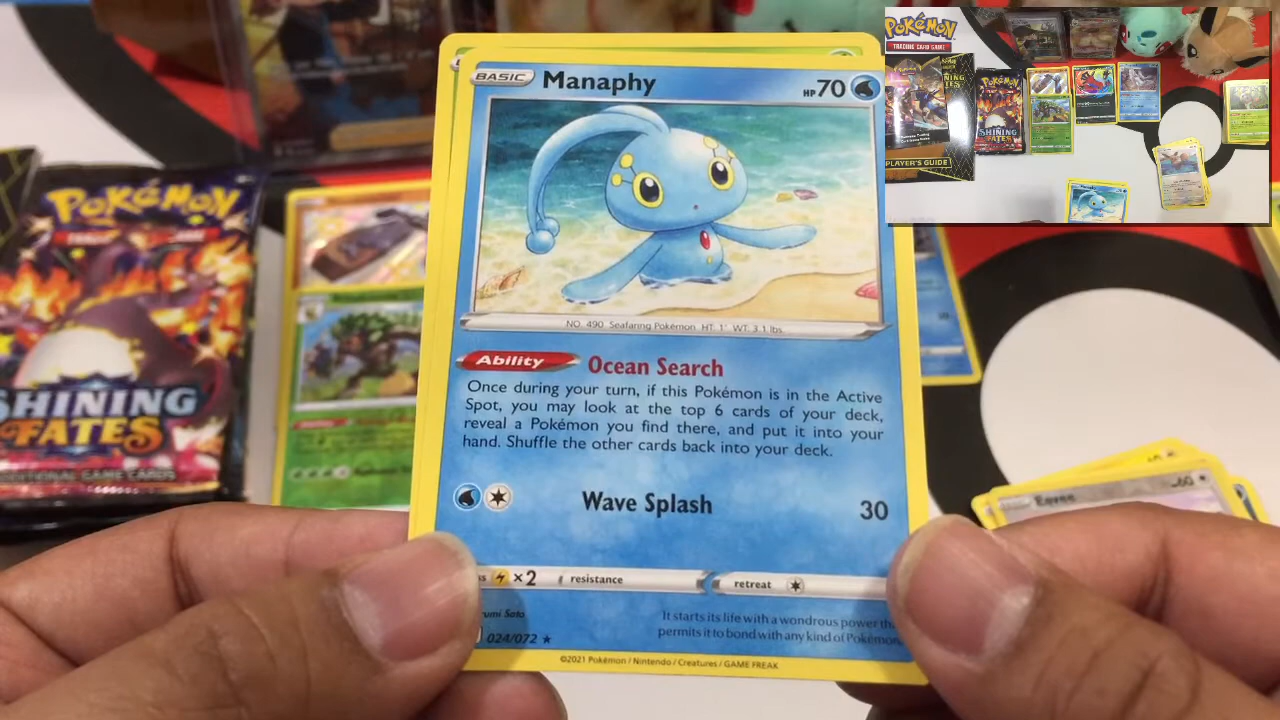 BASIC Manaphy HP 70
NO. 490 Seafaring Pokémon HT. 1' WT. 3.1 lbs.
Ability Ocean Search
Once during your turn, if this Pokémon is in the Active
Spot, you may look at the top 6 cards of your deck,
reveal a Pokémon you find there, and put it into your
hand. Shuffle the other cards back into your deck.
Wave Splash 30
×2 resistance retreat
024/072
It starts its life with a wondrous power
permits it to bond with any kind of Pokémon
©2021 Pokémon / Nintendo / Creatures / GAME FREAK
POKÉMON
SHINING
FATES
Eevee 60
POKÉMON
TRADING CARD GAME
POKÉMON
SHINING
FATES
PLAYER'S GUIDE